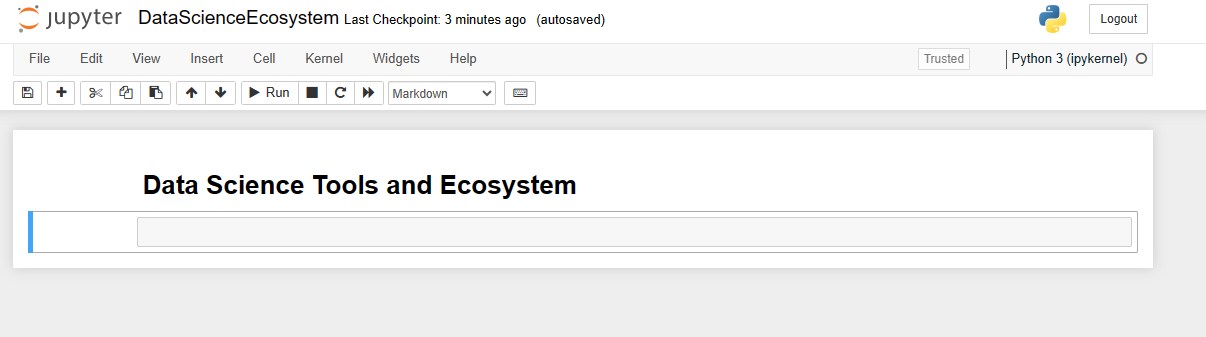 jupyter DataScienceEcosystem Last Checkpoint: 3 minutes ago (autosaved) Logout
File Edit View Insert Cell Kernel Widgets Help Trusted Python 3 (ipykernel)
Run Markdown
Data Science Tools and Ecosystem